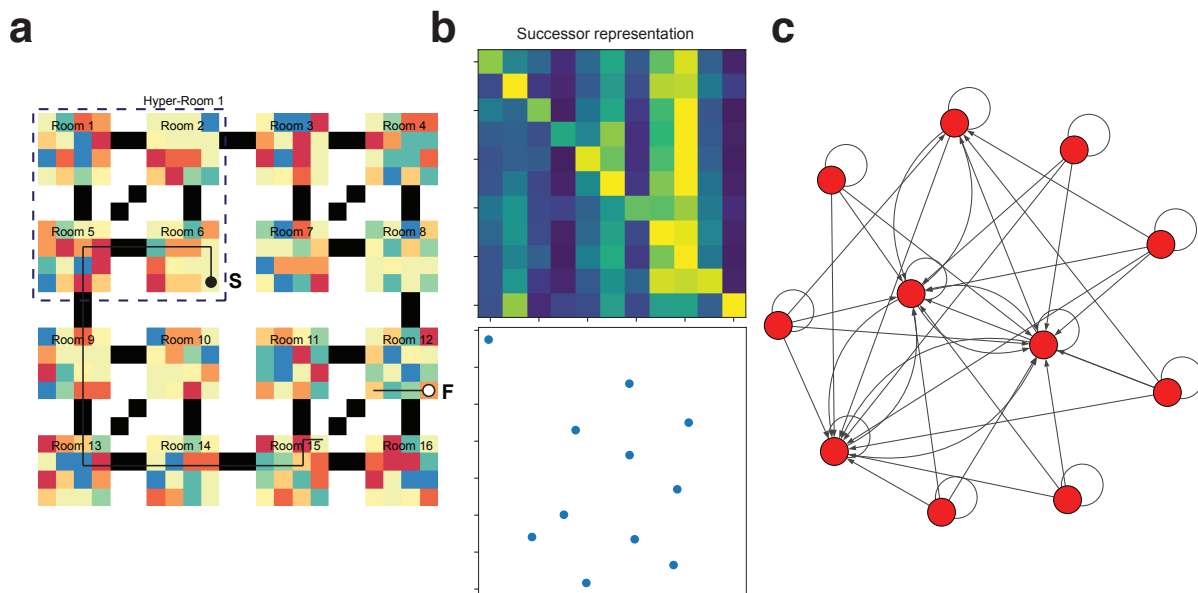 a
b
c
Successor representation
Hyper-Room 1
Room 1
Room 2
Room 3
Room 4
Room 5
Room 6
Room 7
Room 8
S
Room 9
Room 10
Room 11
Room 12
F
Room 13
Room 14
Room 15
Room 16